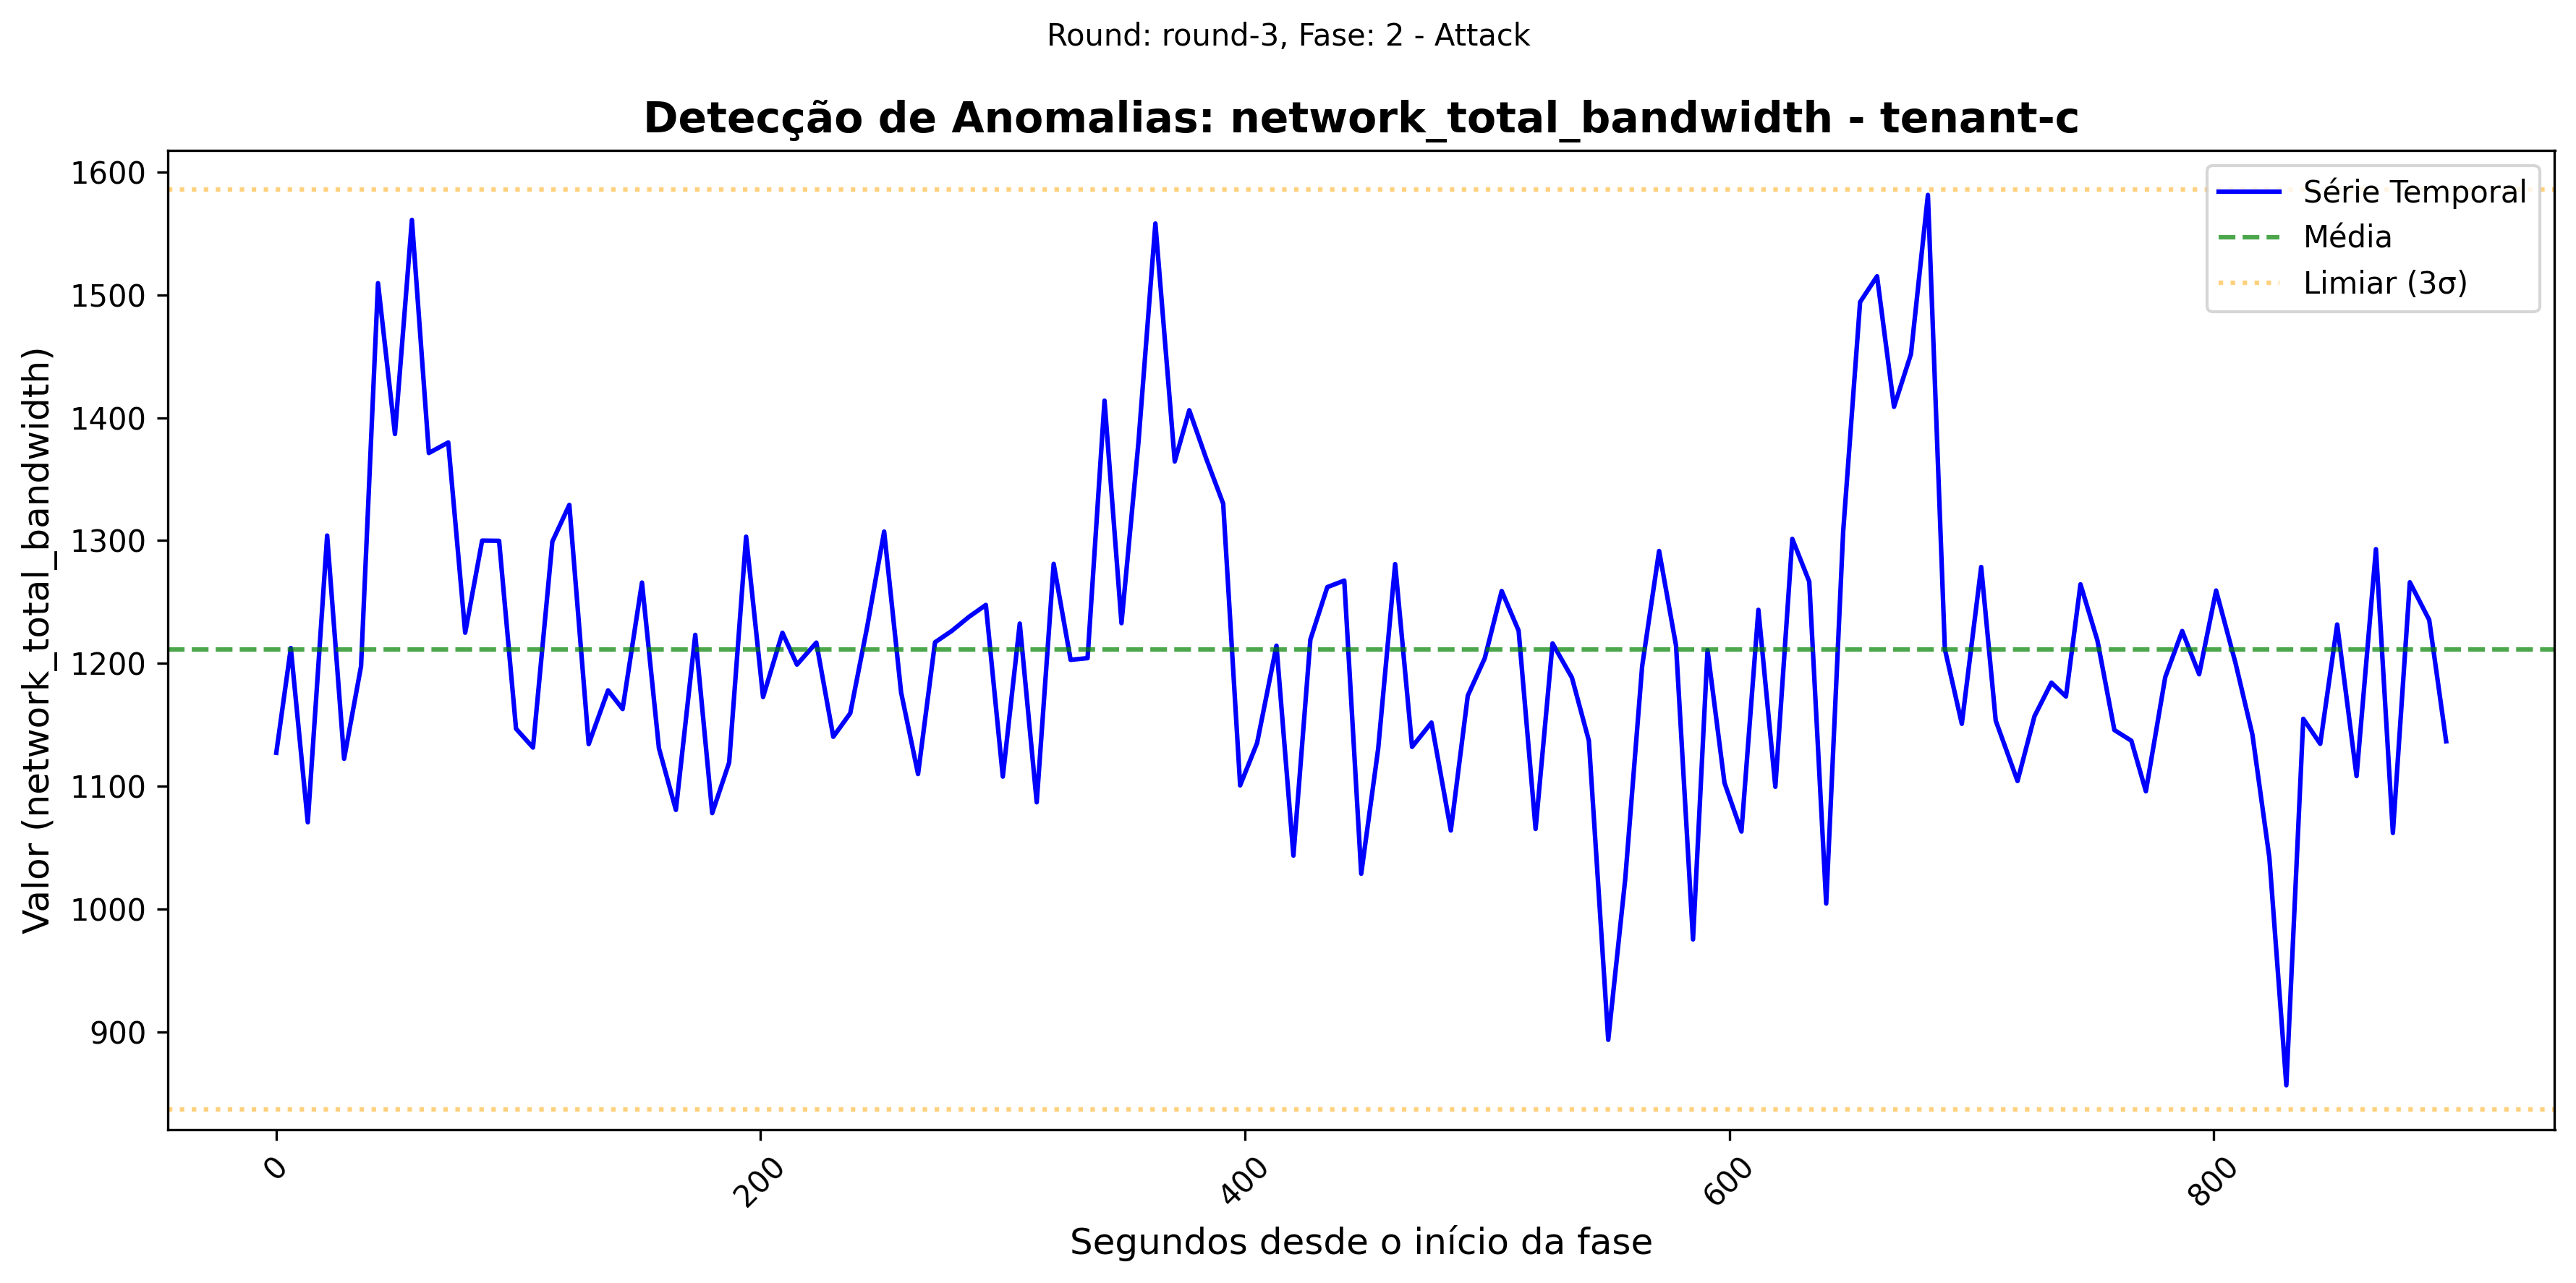 Round: round-3, Fase: 2 - Attack
Detecção de Anomalias: network_total_bandwidth - tenant-c
Valor (network_total_bandwidth)
1600
1500
1400
1300
1200
1100
1000
900
Série Temporal
Média
Limiar (3σ)
0
200
400
600
800
Segundos desde o início da fase